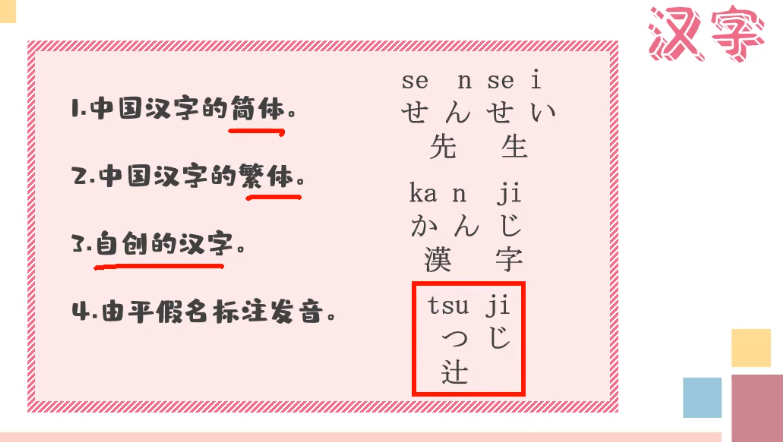 汉字
1.中国汉字的简体。
2.中国汉字的繁体。
3.自创的汉字。
4.由平假名标注发音。
se n se i
せ ん せ い
先 生
ka n ji
か ん じ
漢 字
tsu ji
つ じ
辻